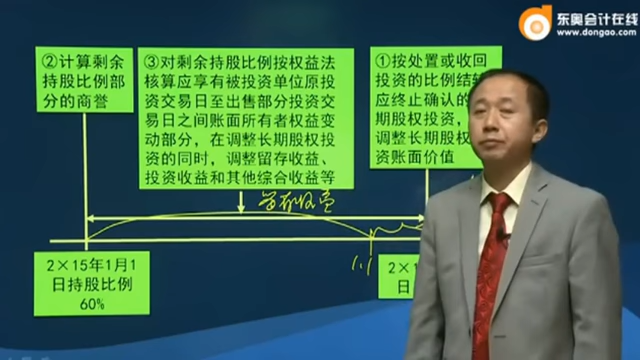 东奥会计在线
www.dongao.com
②计算剩余
持股比例部
分的商誉
③对剩余持股比例按权益法
核算应享有被投资单位原投
资交易日至出售部分投资交
易日之间账面所有者权益变
动部分，在调整长期股权投
资的同时，调整留存收益、
投资收益和其他综合收益等
①按处置或收回
投资的比例结转
应终止确认的
期股权投资，
调整长期股权
资账面价值
留存收益
1/1
2×15年1月1
日持股比例
60%
2×1
日